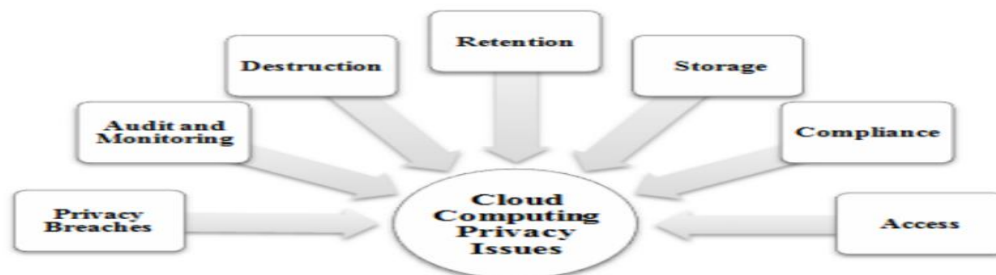 Retention
Destruction
Storage
Audit and
Monitoring
Compliance
Privacy
Breaches
Cloud
Computing
Privacy
Issues
Access